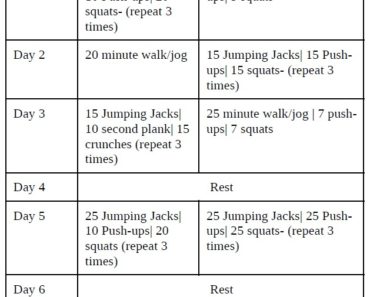 squats- (repeat 3
times)
Day 2
20 minute walk/jog
15 Jumping Jacks| 15 Push-
ups| 15 squats- (repeat 3
times)
Day 3
15 Jumping Jacks|
10 second plank| 15
crunches (repeat 3
times)
25 minute walk/jog | 7 push-
ups| 7 squats
Day 4
Rest
Day 5
25 Jumping Jacks|
10 Push-ups| 20
squats (repeat 3
times)
25 Jumping Jacks| 25 Push-
ups| 25 squats- (repeat 3
times)
Day 6
Rest